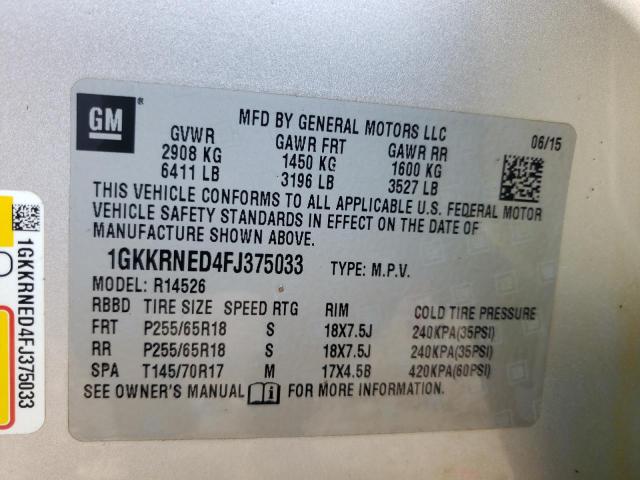 GM
®
MFD BY GENERAL MOTORS LLC 06/15
GVWR GAWR FRT GAWR RR
2908 KG 1450 KG 1600 KG
6411 LB 3196 LB 3527 LB
THIS VEHICLE CONFORMS TO ALL APPLICABLE U.S. FEDERAL MOTOR
VEHICLE SAFETY STANDARDS IN EFFECT ON THE DATE OF
MANUFACTURE SHOWN ABOVE.
1GKKRNED4FJ375033 TYPE: M.P.V.
MODEL: R14526
RBBD TIRE SIZE SPEED RTG RIM COLD TIRE PRESSURE
FRT P255/65R18 S 18X7.5J 240KPA(35PSI)
RR P255/65R18 S 18X7.5J 240KPA(35PSI)
SPA T145/70R17 M 17X4.5B 420KPA(60PSI)
SEE OWNER'S MANUAL FOR MORE INFORMATION.
1GKKRNED4FJ375033